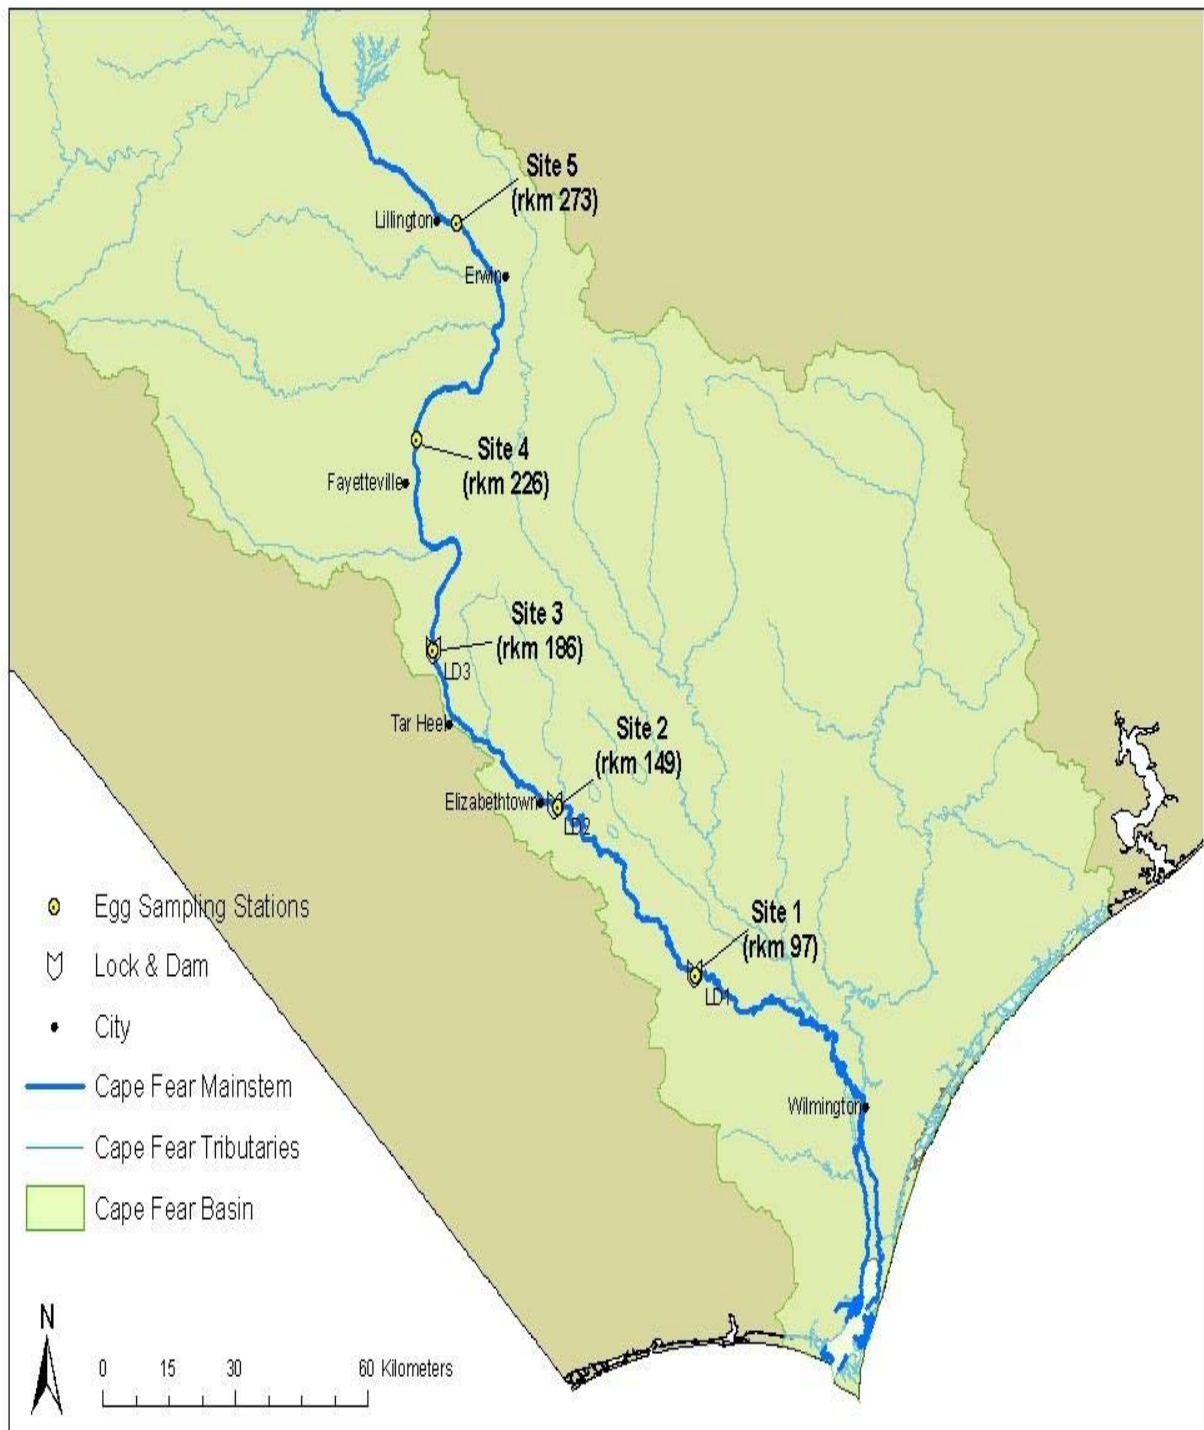 Site 5
(rkm 273)
Lillington
Erwin
Site 4
(rkm 226)
Fayetteville
Site 3
(rkm 186)
LD3
Tar Heel
Site 2
(rkm 149)
Elizabethtown
LD2
Site 1
(rkm 97)
LD1
Wilmington
Egg Sampling Stations
Lock & Dam
City
Cape Fear Mainstem
Cape Fear Tributaries
Cape Fear Basin
N
0 15 30 60 Kilometers